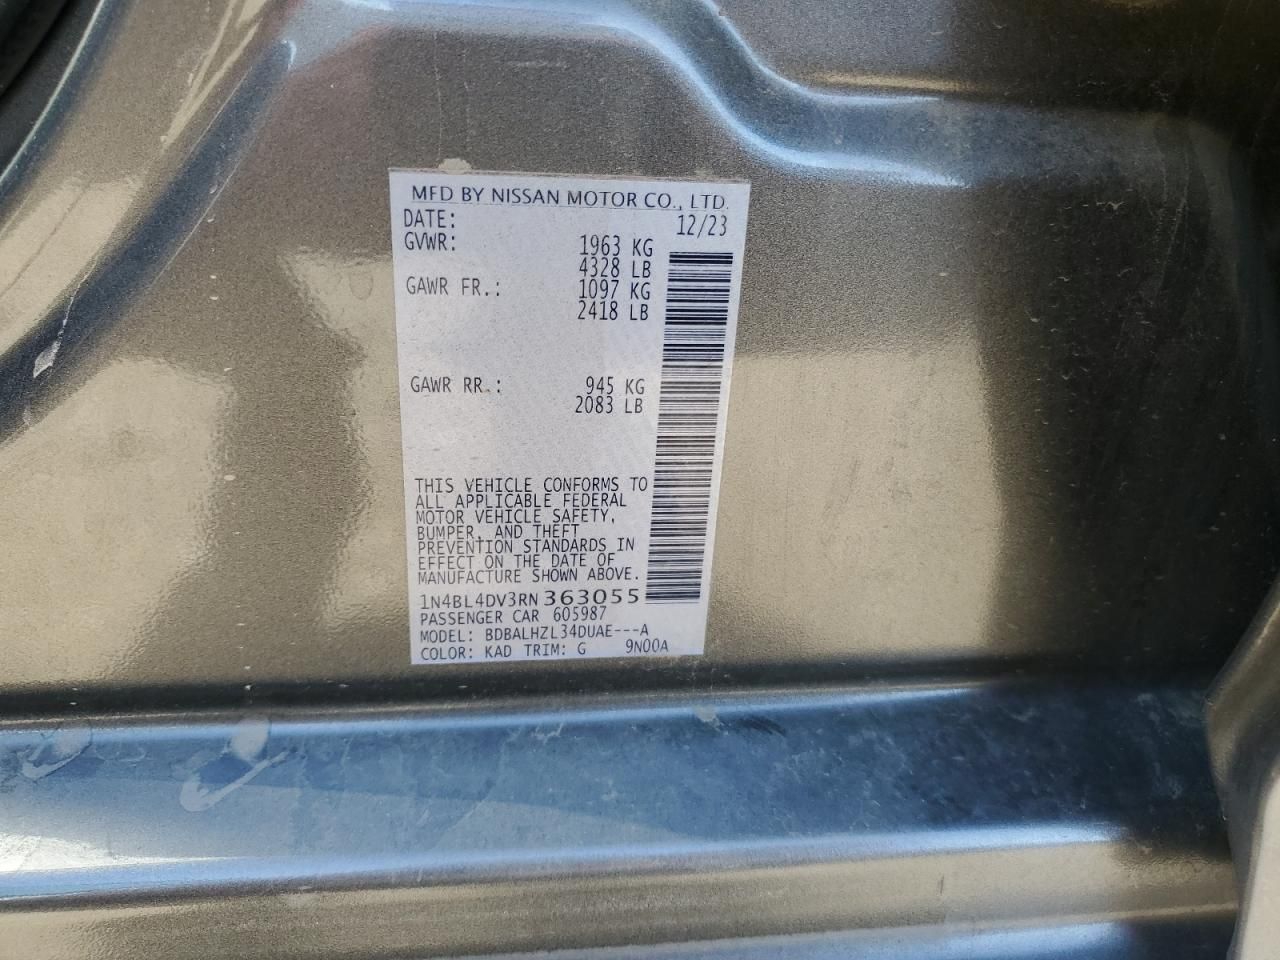 MFD BY NISSAN MOTOR CO., LTD.
DATE: 12/23
GVWR: 1963 KG
4328 LB
GAWR FR.: 1097 KG
2418 LB
GAWR RR.: 945 KG
2083 LB
THIS VEHICLE CONFORMS TO
ALL APPLICABLE FEDERAL
MOTOR VEHICLE SAFETY,
BUMPER, AND THEFT
PREVENTION STANDARDS IN
EFFECT ON THE DATE OF
MANUFACTURE SHOWN ABOVE.
1N4BL4DV3RN363055
PASSENGER CAR 605987
MODEL: BDBALHZL34DUAE---A
COLOR: KAD TRIM: G 9N00A